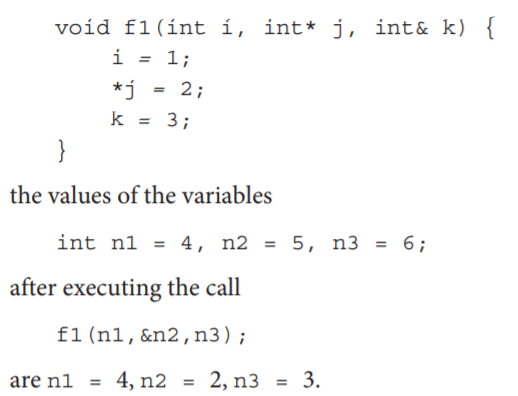 void f1(int i, int* j, int& k) {
i = 1;
*j = 2;
k = 3;
}
the values of the variables
int n1 = 4, n2 = 5, n3 = 6;
after executing the call
f1(n1,&n2,n3);
are n1 = 4, n2 = 2, n3 = 3.